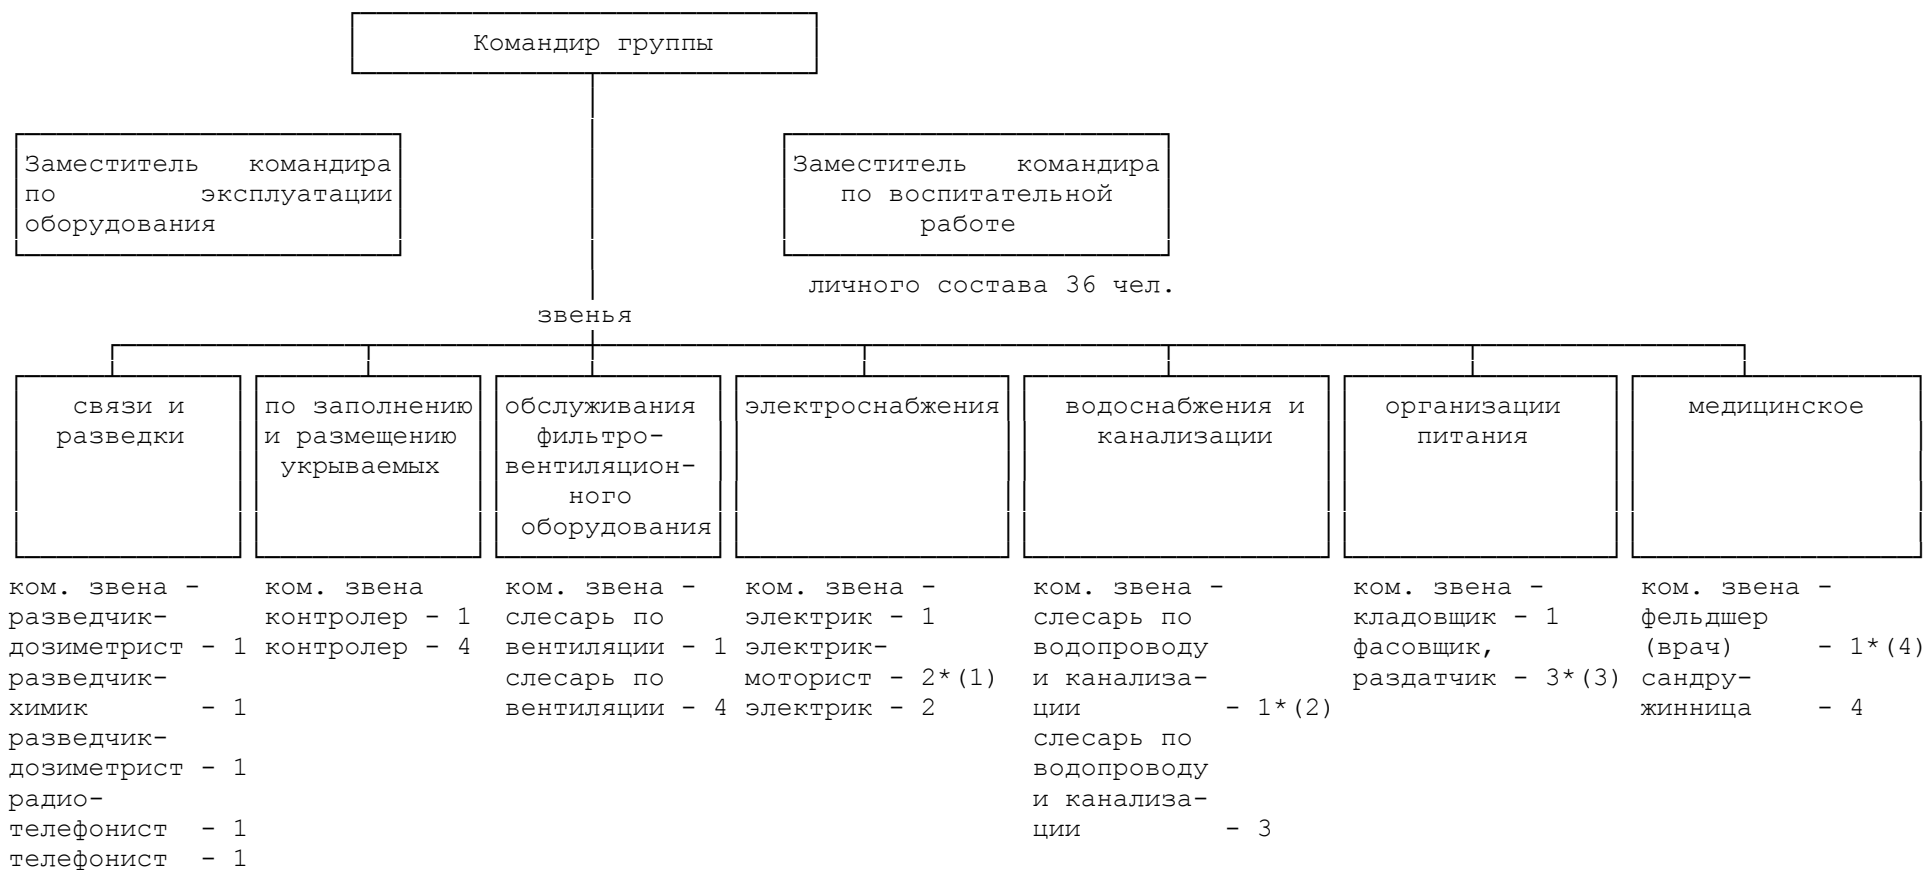 Командир группы
Заместитель командира
по эксплуатации
оборудования
Заместитель командира
по воспитательной
работе
личного состава 36 чел.
звенья
связи и
разведки
по заполнению
и размещению
укрываемых
обслуживания
фильтро-
вентиляцион-
ного
оборудования
электроснабжения
водоснабжения и
канализации
организации
питания
медицинское
ком. звена -
разведчик-
дозиметрист - 1
разведчик-
химик - 1
разведчик-
дозиметрист - 1
радио-
телефонист - 1
телефонист - 1
ком. звена
контролер - 1
контролер - 4
ком. звена -
слесарь по
вентиляции - 1
слесарь по
вентиляции - 4
ком. звена -
электрик - 1
электрик-
моторист - 2*(1)
электрик - 2
ком. звена -
слесарь по
водопроводу
и канализа-
ции - 1*(2)
слесарь по
водопроводу
и канализа-
ции - 3
ком. звена -
кладовщик - 1
фасовщик,
раздатчик - 3*(3)
ком. звена -
фельдшер
(врач) - 1*(4)
сандру-
жинница - 4